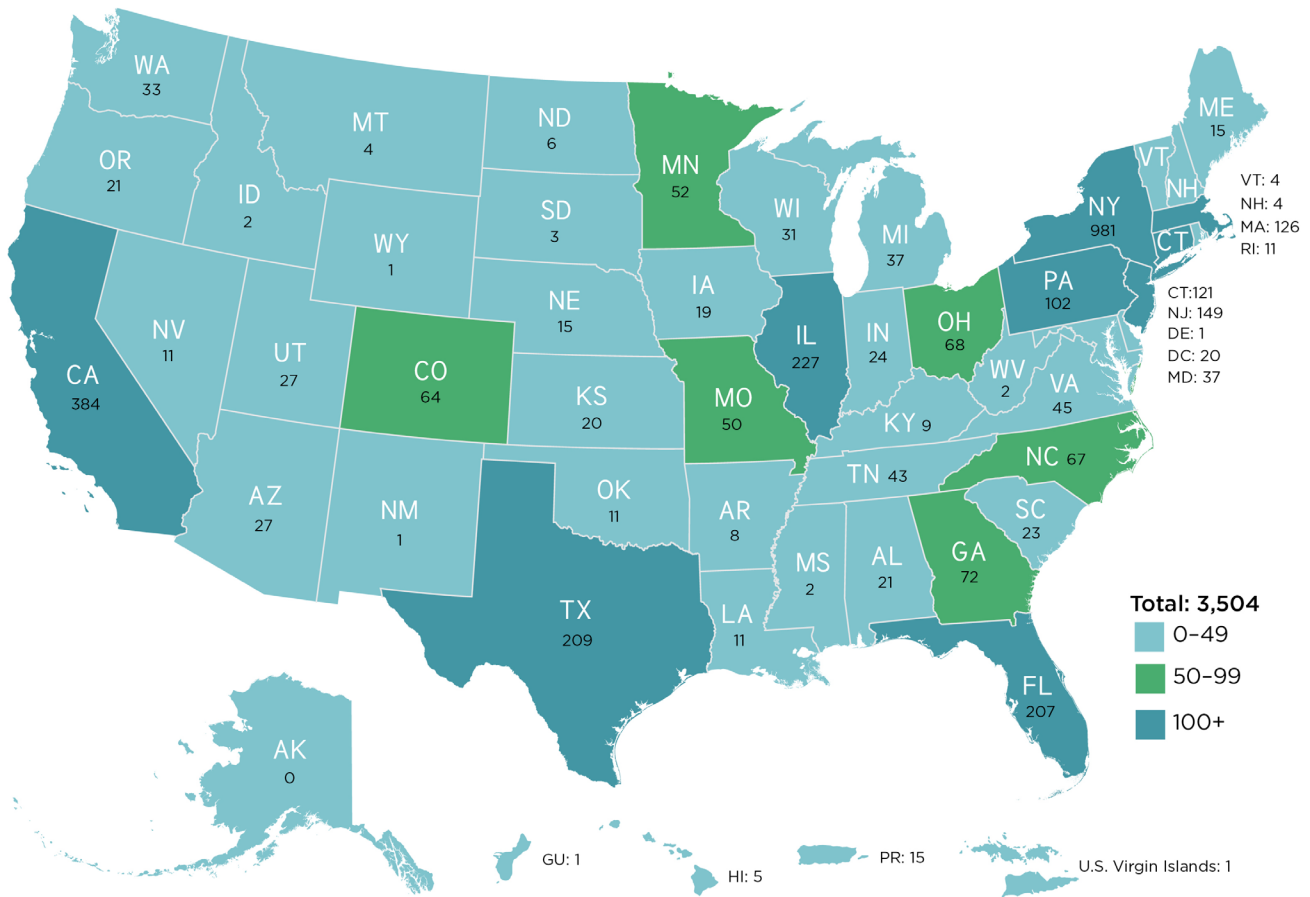 WA
33
OR
21
CA
384
ID
2
NV
11
MT
4
WY
1
UT
27
AZ
27
CO
64
NM
1
ND
6
SD
3
NE
15
KS
20
OK
11
TX
209
MN
52
IA
19
MO
50
AR
8
LA
11
WI
31
IL
227
MI
37
IN
24
OH
68
KY 9
TN 43
MS
2
AL
21
GA
72
FL
207
SC
23
NC 67
WV
2
VA
45
PA
102
NY
981
VT
NH
ME
15
CT
VT: 4
NH: 4
MA: 126
RI: 11
CT:121
NJ: 149
DE: 1
DC: 20
MD: 37
Total: 3,504
0–49
50–99
100+
AK
0
GU: 1
HI: 5
PR: 15
U.S. Virgin Islands: 1